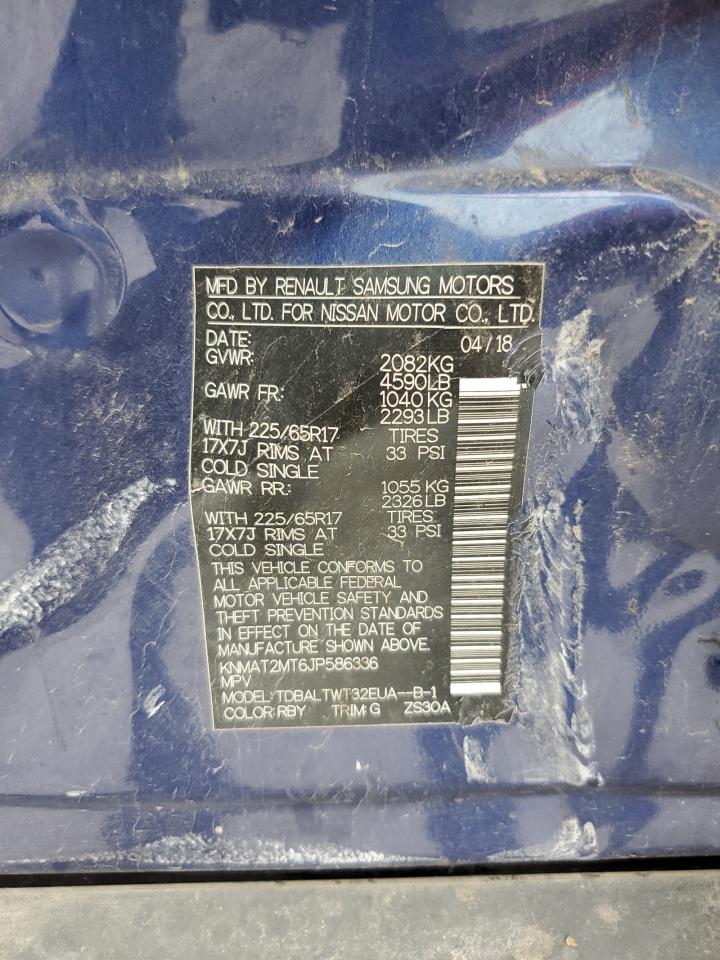 MFD BY RENAULT SAMSUNG MOTORS
CO., LTD. FOR NISSAN MOTOR CO., LTD.
DATE: 04/18
GVWR: 2082KG
4590LB
GAWR FR: 1040 KG
2293LB
WITH 225/65R17 TIRES
17X7J RIMS AT 33 PSI
COLD SINGLE
GAWR RR: 1055 KG
2326LB
WITH 225/65R17 TIRES
17X7J RIMS AT 33 PSI
COLD SINGLE
THIS VEHICLE CONFORMS TO
ALL APPLICABLE FEDERAL
MOTOR VEHICLE SAFETY AND
THEFT PREVENTION STANDARDS
IN EFFECT ON THE DATE OF
MANUFACTURE SHOWN ABOVE.
KNMAT2MT6JP586336
MPV
MODEL:TDBALTWT32EUA--B-1
COLOR:RBY TRIM:G ZS30A